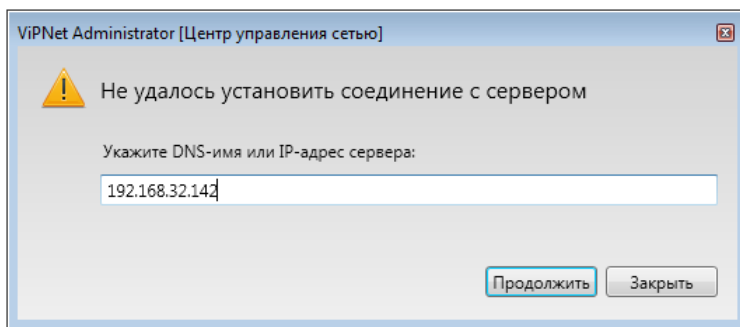 ViPNet Administrator [Центр управления сетью]
Не удалось установить соединение с сервером
Укажите DNS-имя или IP-адрес сервера:
192.168.32.142
Продолжить Закрыть